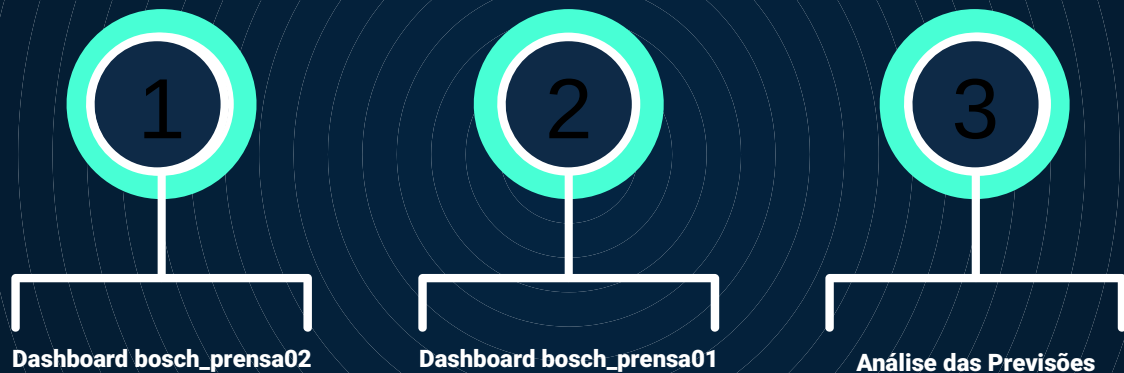 1
2
3
Dashboard bosch_prensa02
Dashboard bosch_prensa01
Análise das Previsões